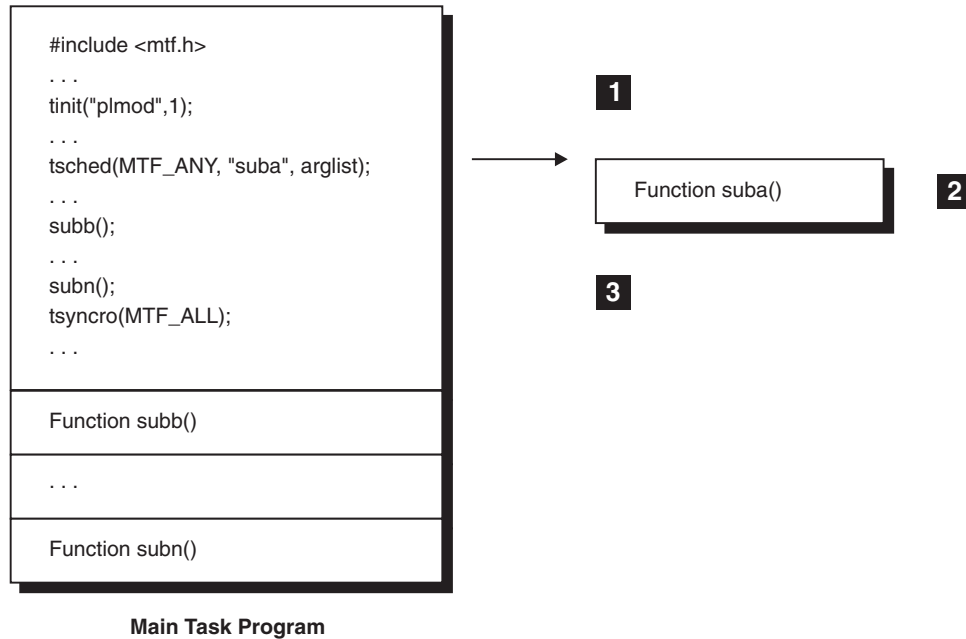 #include <mtf.h>
. . .
tinit("plmod",1);
. . .
tsched(MTF_ANY, "suba", arglist);
. . .
subb();
. . .
subn();
tsyncro(MTF_ALL);
. . .
Function subb()
. . .
Function subn()
Main Task Program
1
Function suba()
2
3